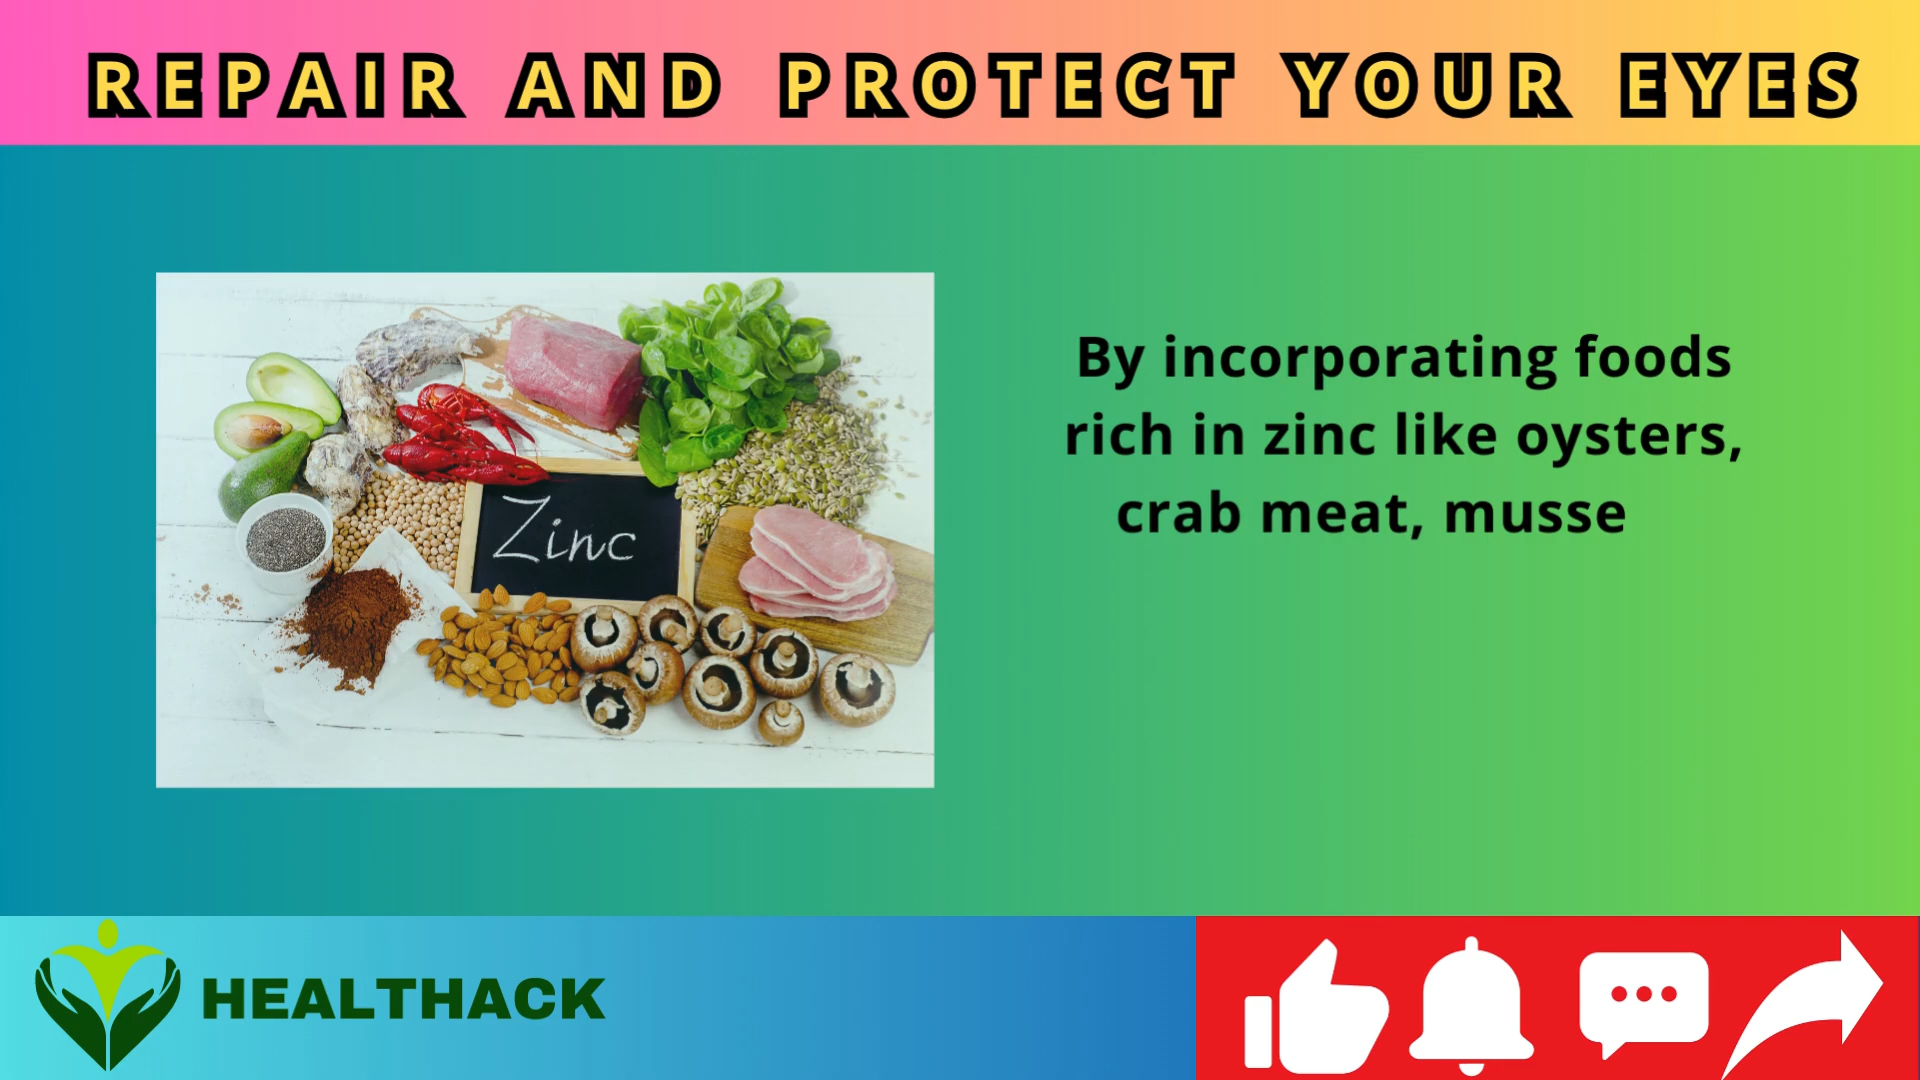 REPAIR AND PROTECT YOUR EYES
Zinc
By incorporating foods
rich in zinc like oysters,
crab meat, musse
HEALTHACK